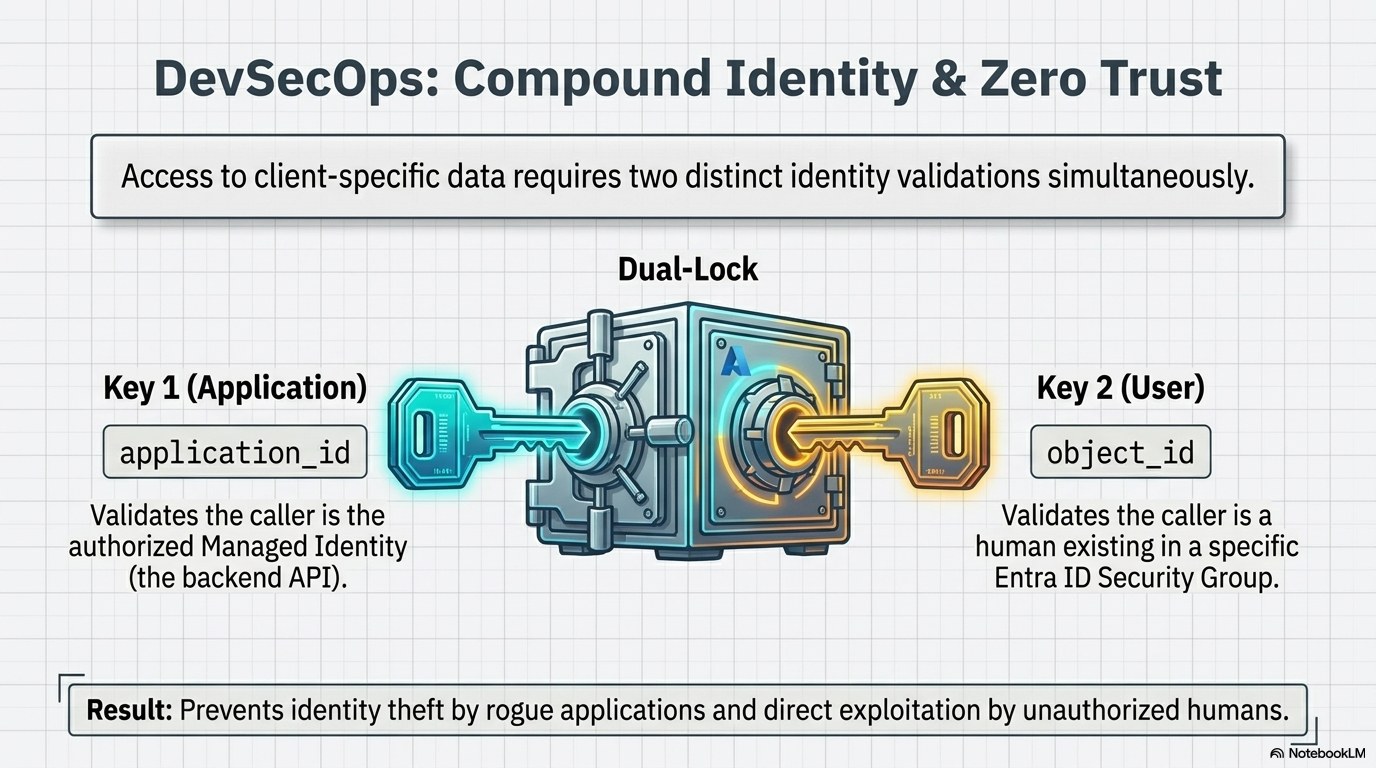 DevSecOps: Compound Identity & Zero Trust
Access to client-specific data requires two distinct identity validations simultaneously.
Dual-Lock
Key 1 (Application)
application_id
Validates the caller is the
authorized Managed Identity
(the backend API).
Key 2 (User)
object_id
Validates the caller is a
human existing in a specific
Entra ID Security Group.
Result: Prevents identity theft by rogue applications and direct exploitation by unauthorized humans.
NotebookLM